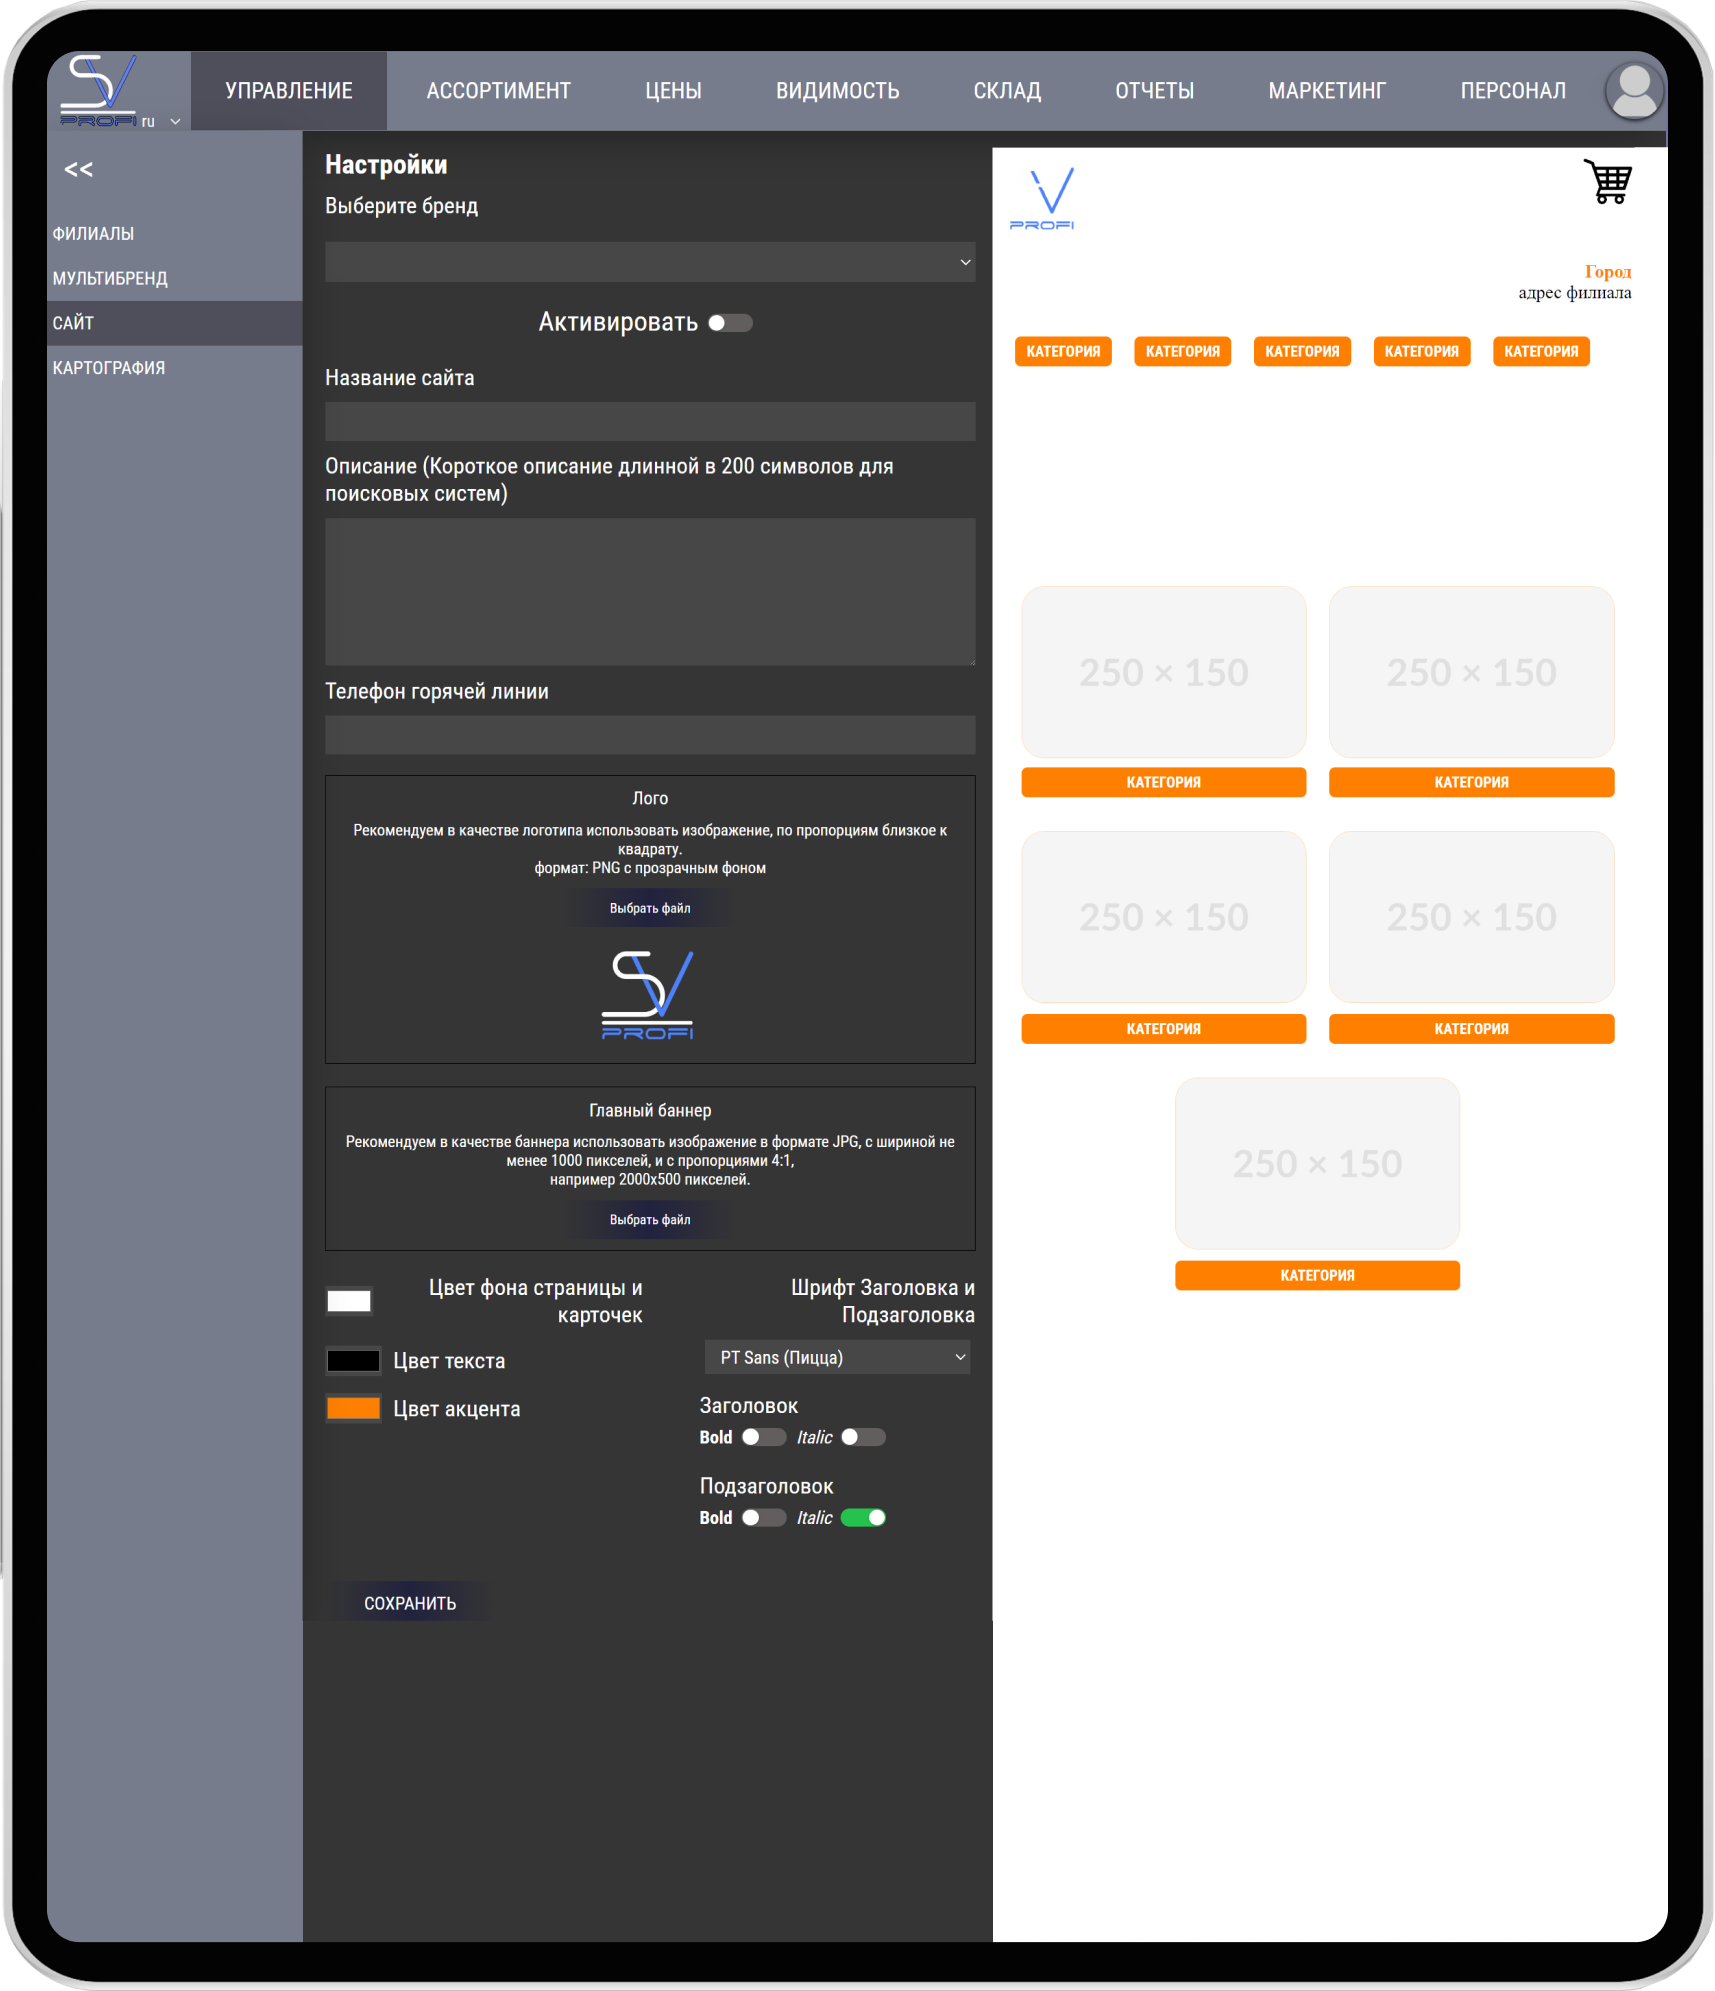 SV
PROFI
ru
УПРАВЛЕНИЕ
АССОРТИМЕНТ
ЦЕНЫ
ВИДИМОСТЬ
СКЛАД
ОТЧЕТЫ
МАРКЕТИНГ
ПЕРСОНАЛ
<<
ФИЛИАЛЫ
МУЛЬТИБРЕНД
САЙТ
КАРТОГРАФИЯ
Настройки
Выберите бренд
Активировать
Название сайта
Описание (Короткое описание длинной в 200 символов для
поисковых систем)
Телефон горячей линии
Лого
Рекомендуем в качестве логотипа использовать изображение, по пропорциям близкое к
квадрату.
формат: PNG с прозрачным фоном
Выбрать файл
SV
PROFI
Главный баннер
Рекомендуем в качестве баннера использовать изображение в формате JPG, с шириной не
менее 1000 пикселей, и с пропорциями 4:1,
например 2000x500 пикселей.
Выбрать файл
Цвет фона страницы и
карточек
Цвет текста
Цвет акцента
Шрифт Заголовка и
Подзаголовка
PT Sans (Пицца)
Заголовок
Bold Italic
Подзаголовок
Bold Italic
СОХРАНИТЬ
V
PROFI
Город
адрес филиала
КАТЕГОРИЯ КАТЕГОРИЯ КАТЕГОРИЯ КАТЕГОРИЯ КАТЕГОРИЯ
250 × 150 250 × 150
КАТЕГОРИЯ КАТЕГОРИЯ
250 × 150 250 × 150
КАТЕГОРИЯ КАТЕГОРИЯ
250 × 150
КАТЕГОРИЯ